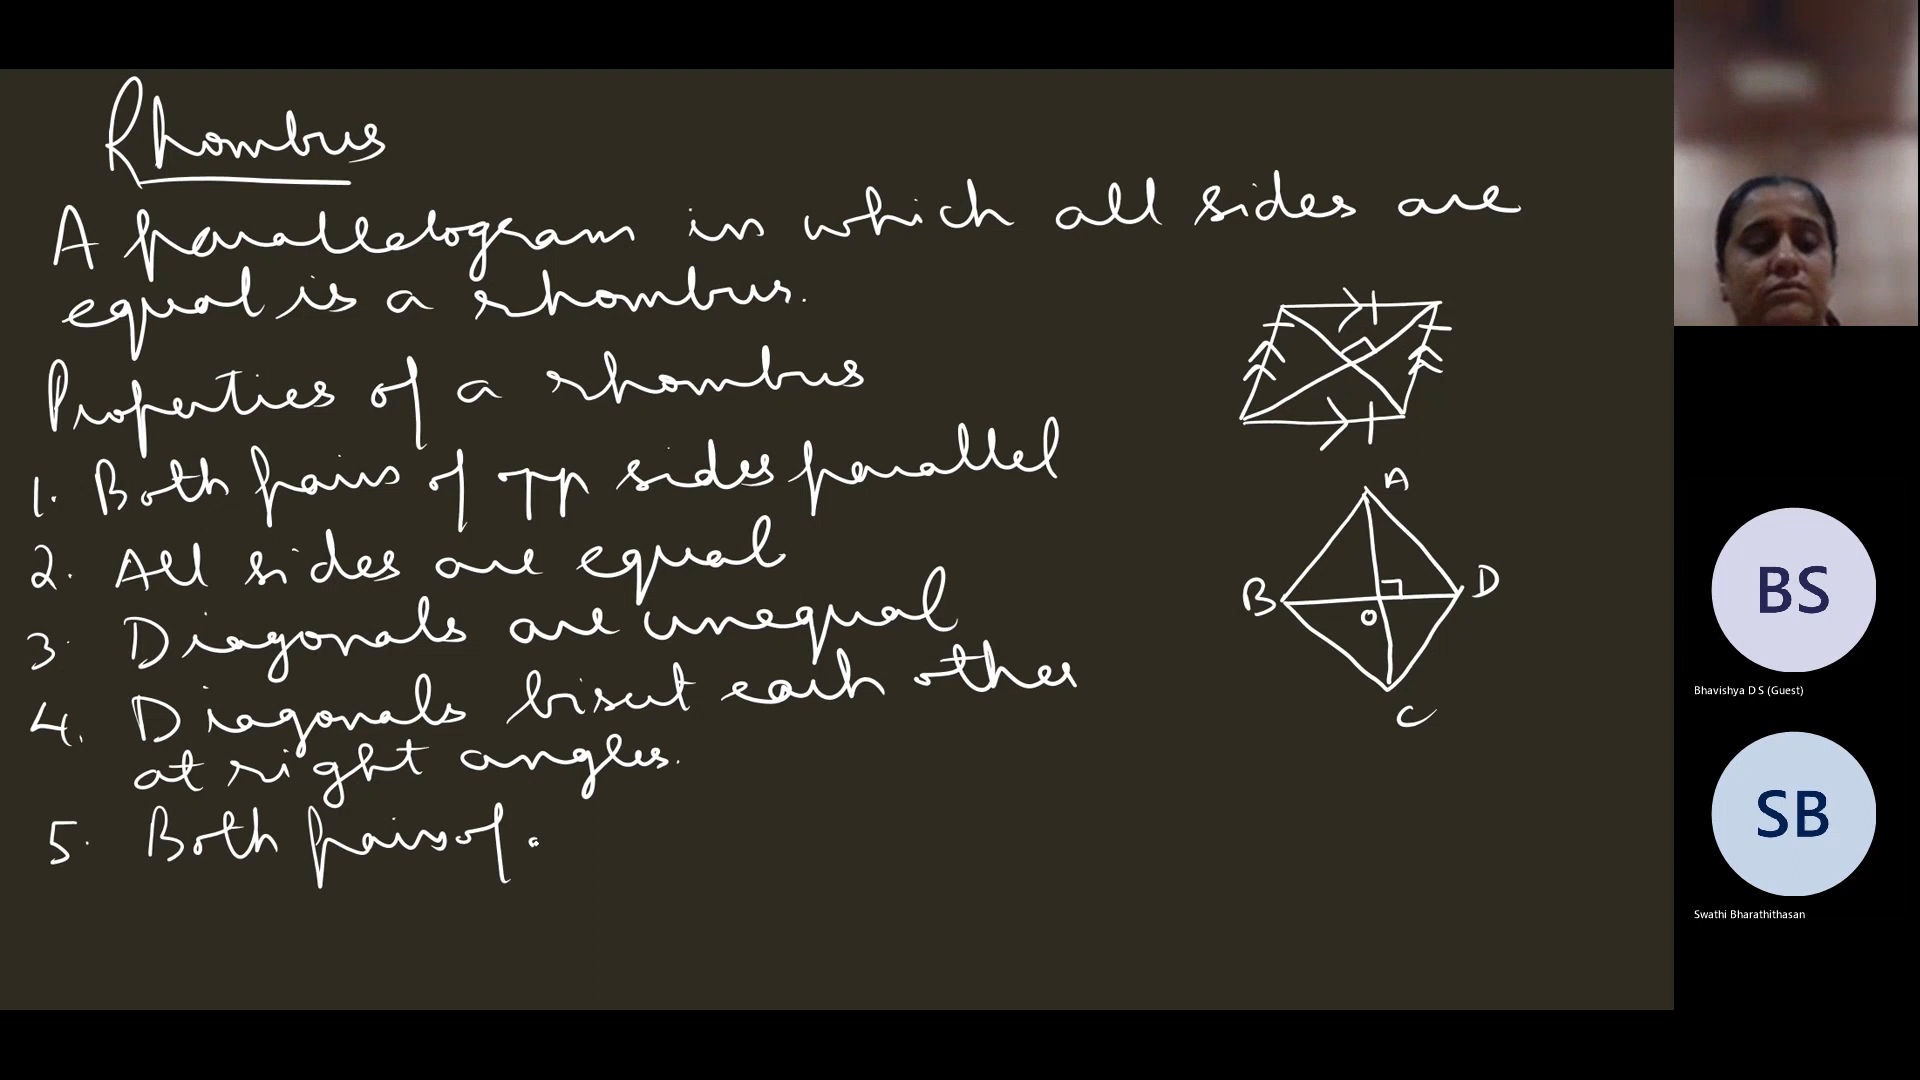 Rhombus
A parallelogram in which all sides are
equal is a rhombus.
Properties of a rhombus
1. Both pairs of opp sides parallel
2. All sides are equal
3. Diagonals are unequal
4. Diagonals bisect each other
at right angles.
5. Both pairs of
A
B
D
O
C
BS
Bhavishya D S (Guest)
SB
Swathi Bharathithasan